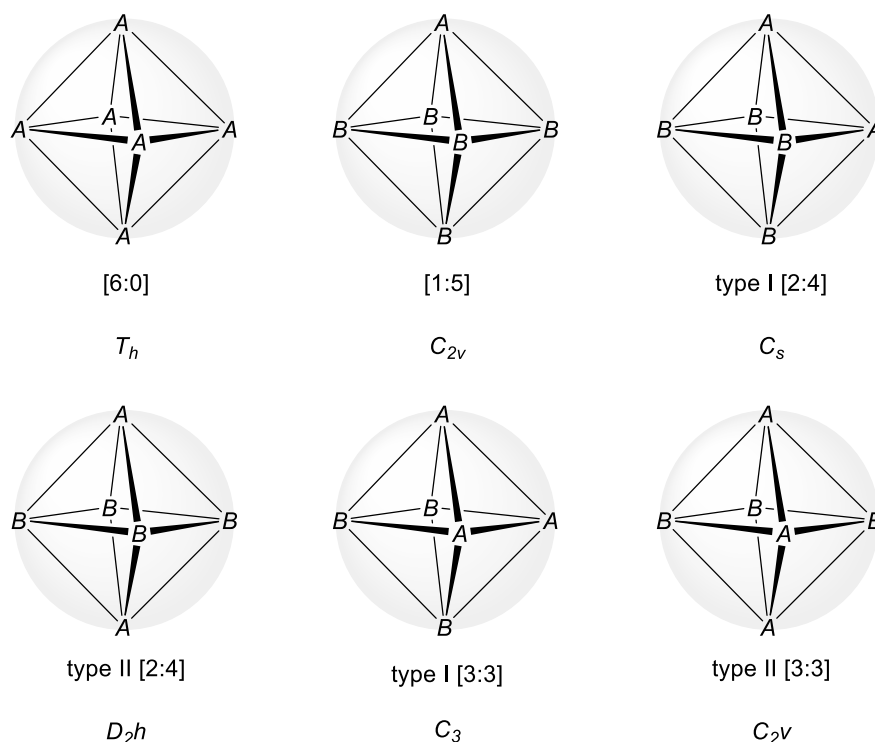 A A A
A B B
A A B B B A
A B B
A B B
[6:0] [1:5] type I [2:4]
Tₕ C₂ᵥ Cₛ
A A A
B B B
B B B A B B
B A A
A B A
type II [2:4] type I [3:3] type II [3:3]
D₂h C₃ C₂v